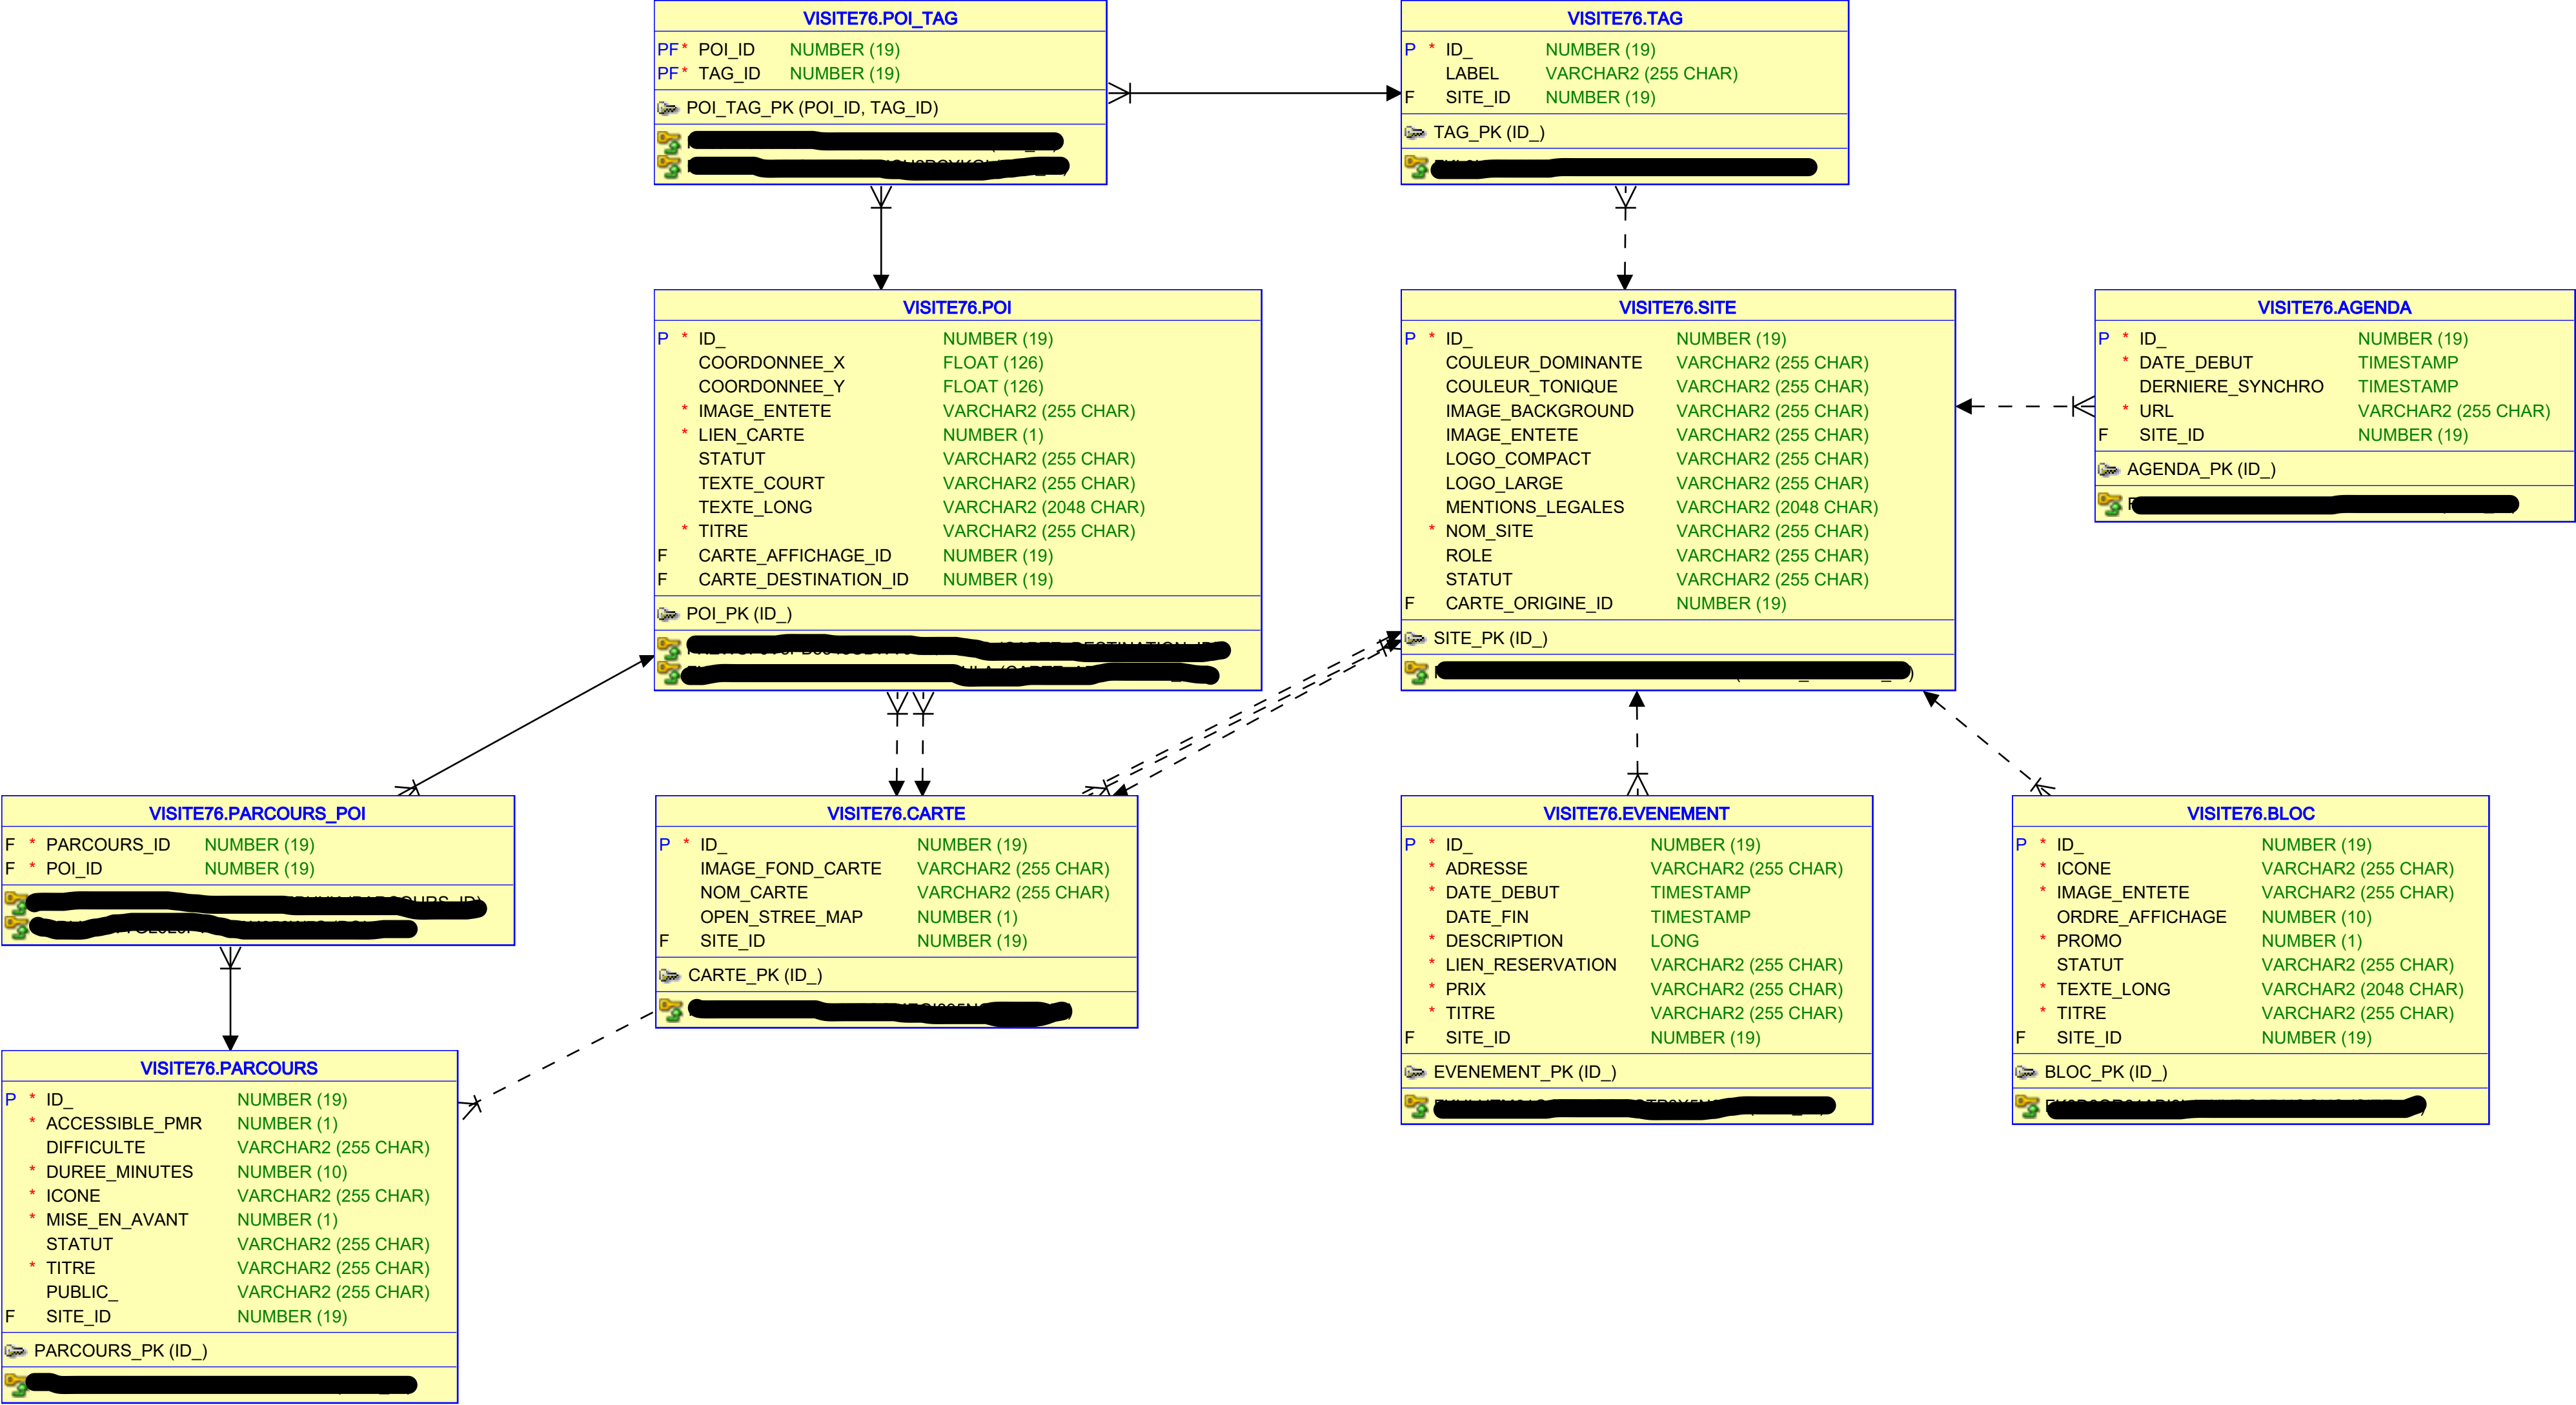 VISITE76.POI_TAG
PF * POI_ID NUMBER (19)
PF * TAG_ID NUMBER (19)
POI_TAG_PK (POI_ID, TAG_ID)
VISITE76.TAG
P * ID_ NUMBER (19)
LABEL VARCHAR2 (255 CHAR)
F SITE_ID NUMBER (19)
TAG_PK (ID_)
VISITE76.POI
P * ID_ NUMBER (19)
COORDONNEE_X FLOAT (126)
COORDONNEE_Y FLOAT (126)
* IMAGE_ENTETE VARCHAR2 (255 CHAR)
* LIEN_CARTE NUMBER (1)
STATUT VARCHAR2 (255 CHAR)
TEXTE_COURT VARCHAR2 (255 CHAR)
TEXTE_LONG VARCHAR2 (2048 CHAR)
* TITRE VARCHAR2 (255 CHAR)
F CARTE_AFFICHAGE_ID NUMBER (19)
F CARTE_DESTINATION_ID NUMBER (19)
POI_PK (ID_)
VISITE76.SITE
P * ID_ NUMBER (19)
COULEUR_DOMINANTE VARCHAR2 (255 CHAR)
COULEUR_TONIQUE VARCHAR2 (255 CHAR)
IMAGE_BACKGROUND VARCHAR2 (255 CHAR)
IMAGE_ENTETE VARCHAR2 (255 CHAR)
LOGO_COMPACT VARCHAR2 (255 CHAR)
LOGO_LARGE VARCHAR2 (255 CHAR)
MENTIONS_LEGALES VARCHAR2 (2048 CHAR)
* NOM_SITE VARCHAR2 (255 CHAR)
ROLE VARCHAR2 (255 CHAR)
STATUT VARCHAR2 (255 CHAR)
F CARTE_ORIGINE_ID NUMBER (19)
SITE_PK (ID_)
VISITE76.AGENDA
P * ID_ NUMBER (19)
* DATE_DEBUT TIMESTAMP
DERNIERE_SYNCHRO TIMESTAMP
* URL VARCHAR2 (255 CHAR)
F SITE_ID NUMBER (19)
AGENDA_PK (ID_)
VISITE76.PARCOURS_POI
F * PARCOURS_ID NUMBER (19)
F * POI_ID NUMBER (19)
VISITE76.CARTE
P * ID_ NUMBER (19)
IMAGE_FOND_CARTE VARCHAR2 (255 CHAR)
NOM_CARTE VARCHAR2 (255 CHAR)
OPEN_STREE_MAP NUMBER (1)
F SITE_ID NUMBER (19)
CARTE_PK (ID_)
VISITE76.EVENEMENT
P * ID_ NUMBER (19)
* ADRESSE VARCHAR2 (255 CHAR)
* DATE_DEBUT TIMESTAMP
DATE_FIN TIMESTAMP
* DESCRIPTION LONG
* LIEN_RESERVATION VARCHAR2 (255 CHAR)
* PRIX VARCHAR2 (255 CHAR)
* TITRE VARCHAR2 (255 CHAR)
F SITE_ID NUMBER (19)
EVENEMENT_PK (ID_)
VISITE76.BLOC
P * ID_ NUMBER (19)
* ICONE VARCHAR2 (255 CHAR)
* IMAGE_ENTETE VARCHAR2 (255 CHAR)
ORDRE_AFFICHAGE NUMBER (10)
* PROMO NUMBER (1)
STATUT VARCHAR2 (255 CHAR)
* TEXTE_LONG VARCHAR2 (2048 CHAR)
* TITRE VARCHAR2 (255 CHAR)
F SITE_ID NUMBER (19)
BLOC_PK (ID_)
VISITE76.PARCOURS
P * ID_ NUMBER (19)
* ACCESSIBLE_PMR NUMBER (1)
DIFFICULTE VARCHAR2 (255 CHAR)
* DUREE_MINUTES NUMBER (10)
* ICONE VARCHAR2 (255 CHAR)
* MISE_EN_AVANT NUMBER (1)
STATUT VARCHAR2 (255 CHAR)
* TITRE VARCHAR2 (255 CHAR)
PUBLIC_ VARCHAR2 (255 CHAR)
F SITE_ID NUMBER (19)
PARCOURS_PK (ID_)